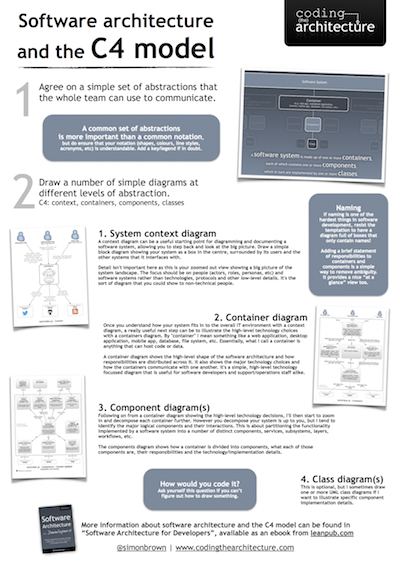 Software architecture
and the C4 model
coding
{the}
architecture
1
Agree on a simple set of abstractions that
the whole team can use to communicate.
A common set of abstractions
is more important than a common notation,
but do ensure that your notation (shapes, colours, line styles,
acronyms, etc) is understandable. Add a key/legend if in doubt.
Software System
Container
Component
Class
A software system is made up of one or more containers
each of which contains one or more components
which in turn are implemented by one or more classes
2
Draw a number of simple diagrams at
different levels of abstraction.
C4: context, containers, components, classes
Naming
If naming is one of the
hardest things in software
development, resist
the temptation to have a
diagram full of boxes that
only contain names!
Adding a brief statement
of responsibilities to
containers and
components is a simple
way to remove ambiguity.
It provides a nice "at a
glance" view too.
1. System context diagram
A context diagram can be a useful starting point for diagramming and documenting a
software system, allowing you to step back and look at the big picture. Draw a simple
block diagram showing your system as a box in the centre, surrounded by its users and the
other systems that it interfaces with.
Detail isn't important here as this is your zoomed out view showing a big picture of the
system landscape. The focus should be on people (actors, roles, personas, etc) and
software systems rather than technologies, protocols and other low-level details. It's the
sort of diagram that you could show to non-technical people.
2. Container diagram
Once you understand how your system fits in to the overall IT environment with a context
diagram, a really useful next step can be to illustrate the high-level technology choices
with a containers diagram. By "container" I mean something like a web application, desktop
application, mobile app, database, file system, etc. Essentially, what I call a container is
anything that can host code or data.
A container diagram shows the high-level shape of the software architecture and how
responsibilities are distributed across it. It also shows the major technology choices and
how the containers communicate with one another. It's a simple, high-level technology
focussed diagram that is useful for software developers and support/operations staff alike.
3. Component diagram(s)
Following on from a container diagram showing the high-level technology decisions, I'll then start to zoom
in and decompose each container further. However you decompose your system is up to you, but I tend to
identify the major logical components and their interactions. This is about partitioning the functionality
implemented by a software system into a number of distinct components, services, subsystems, layers,
workflows, etc.
The components diagram shows how a container is divided into components, what each of those
components are, their responsibilities and the technology/implementation details.
How would you code it?
Ask yourself this question if you can't
figure out how to draw something.
4. Class diagram(s)
This is optional, but I sometimes draw
one or more UML class diagrams if I
want to illustrate specific component
implementation details.
Software
Architecture
for Developers
More information about software architecture and the C4 model can be found in
"Software Architecture for Developers", available as an ebook from leanpub.com
@simonbrown | www.codingthearchitecture.com